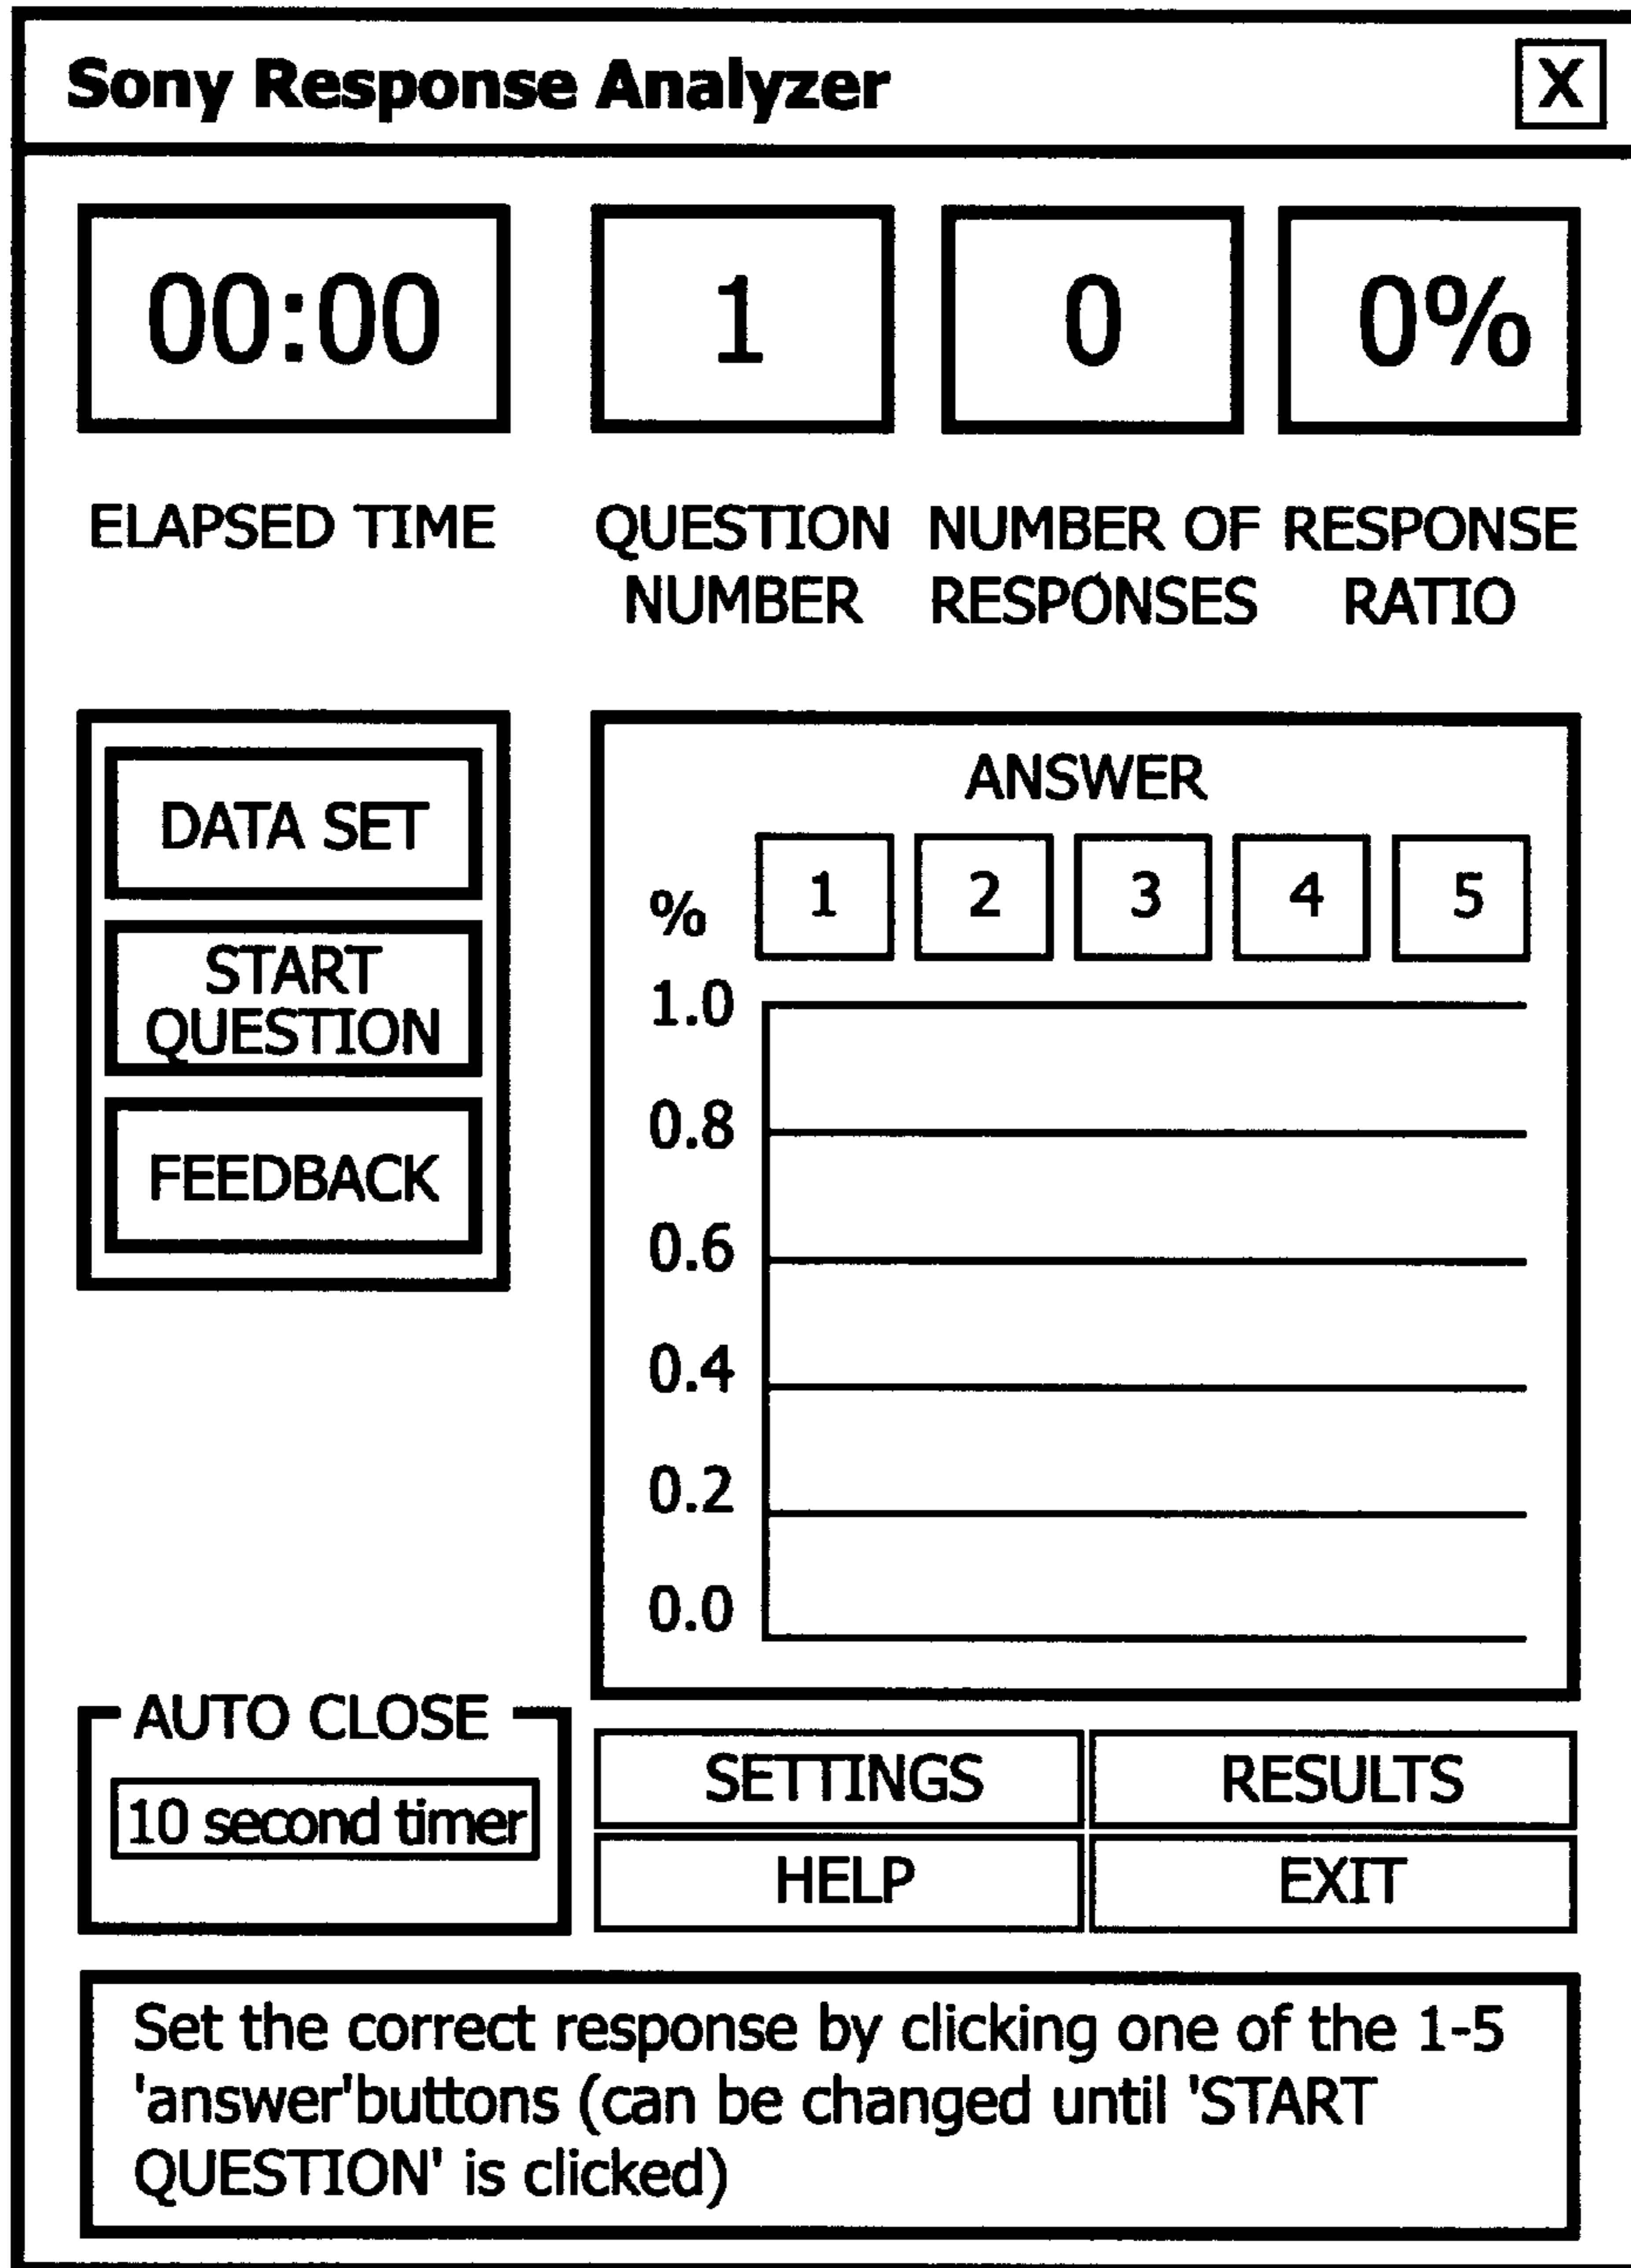 Sony Response Analyzer X
00:00 1 0 0%
ELAPSED TIME QUESTION NUMBER OF RESPONSE
NUMBER RESPONSES RATIO
DATA SET
START
QUESTION
FEEDBACK
ANSWER
% 1 2 3 4 5
1.0
0.8
0.6
0.4
0.2
0.0
AUTO CLOSE
10 second timer
SETTINGS RESULTS
HELP EXIT
Set the correct response by clicking one of the 1-5
'answer'buttons (can be changed until 'START
QUESTION' is clicked)